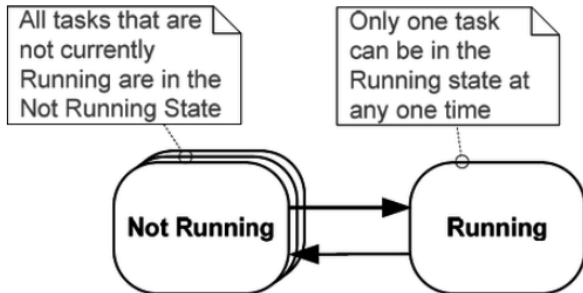 All tasks that are
not currently
Running are in the
Not Running State
Only one task
can be in the
Running state at
any one time
Not Running
Running